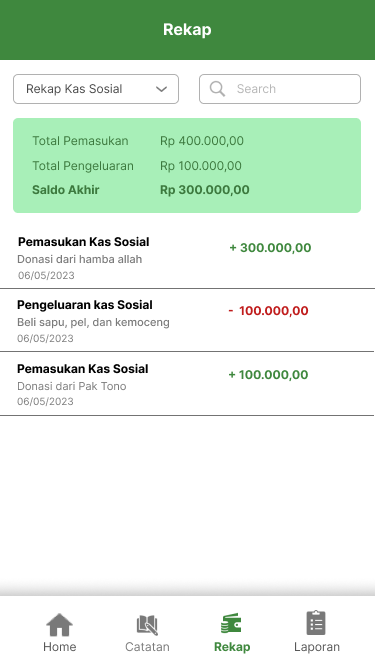 Rekap
Rekap Kas Sosial
Search
Total Pemasukan Rp 400.000,00
Total Pengeluaran Rp 100.000,00
Saldo Akhir Rp 300.000,00
Pemasukan Kas Sosial + 300.000,00
Donasi dari hamba allah
06/05/2023
Pengeluaran kas Sosial - 100.000,00
Beli sapu, pel, dan kemoceng
06/05/2023
Pemasukan Kas Sosial + 100.000,00
Donasi dari Pak Tono
06/05/2023
Home Catatan Rekap Laporan